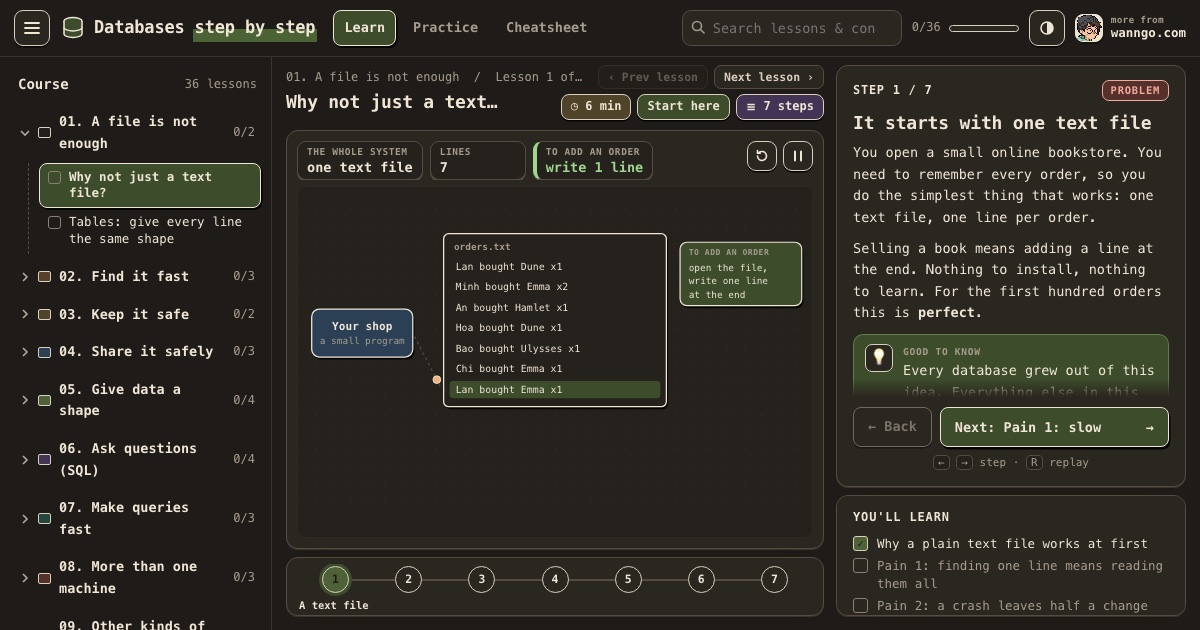 Databases step by step
Learn
Practice
Cheatsheet
Search lessons & con
0/36
more from
wanngo.com
Course
36 lessons
01. A file is not enough
0/2
Why not just a text file?
Tables: give every line the same shape
02. Find it fast
0/3
03. Keep it safe
0/2
04. Share it safely
0/3
05. Give data a shape
0/4
06. Ask questions (SQL)
0/4
07. Make queries fast
0/3
08. More than one machine
0/3
09. Other kinds of
01. A file is not enough / Lesson 1 of…
‹ Prev lesson
Next lesson ›
Why not just a text…
6 min
Start here
≡ 7 steps
THE WHOLE SYSTEM
one text file
LINES
7
TO ADD AN ORDER
write 1 line
Your shop
a small program
orders.txt
Lan bought Dune x1
Minh bought Emma x2
An bought Hamlet x1
Hoa bought Dune x1
Bao bought Ulysses x1
Chi bought Emma x1
Lan bought Emma x1
TO ADD AN ORDER
open the file,
write one line
at the end
1
2
3
4
5
6
7
A text file
STEP 1 / 7
PROBLEM
It starts with one text file
You open a small online bookstore. You
need to remember every order, so you
do the simplest thing that works: one
text file, one line per order.
Selling a book means adding a line at
the end. Nothing to install, nothing
to learn. For the first hundred orders
this is perfect.
GOOD TO KNOW
Every database grew out of this
idea. Everything else in this
← Back
Next: Pain 1: slow →
← → step · R replay
YOU'LL LEARN
Why a plain text file works at first
Pain 1: finding one line means reading
them all
Pain 2: a crash leaves half a change